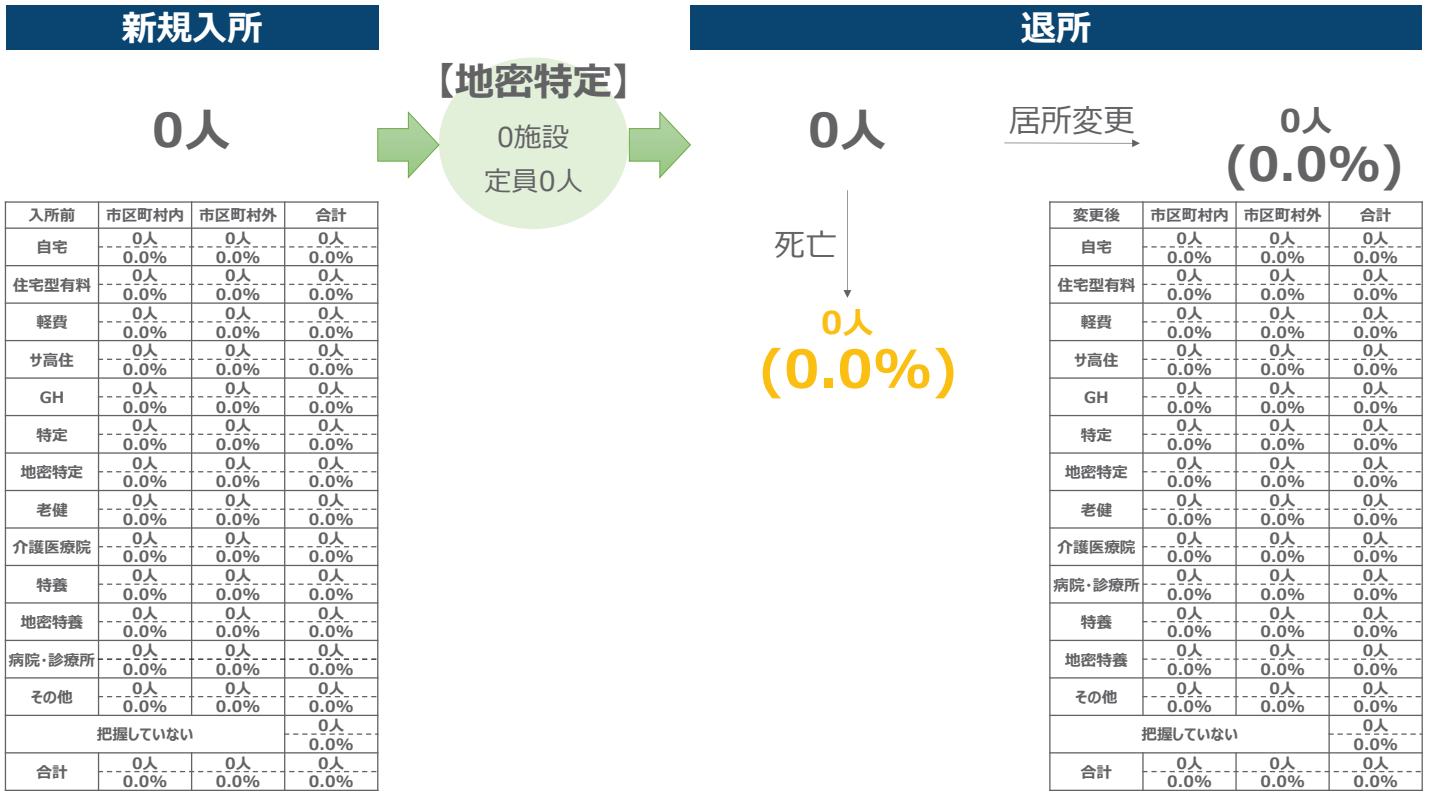 新規入所
退所
【地密特定】
0施設
定員0人
0人
0人
居所変更
0人
(0.0%)
死亡
0人
(0.0%)
入所前 市区町村内 市区町村外 合計
自宅 0人 0人 0人
0.0% 0.0% 0.0%
住宅型有料 0人 0人 0人
0.0% 0.0% 0.0%
軽費 0人 0人 0人
0.0% 0.0% 0.0%
サ高住 0人 0人 0人
0.0% 0.0% 0.0%
GH 0人 0人 0人
0.0% 0.0% 0.0%
特定 0人 0人 0人
0.0% 0.0% 0.0%
地密特定 0人 0人 0人
0.0% 0.0% 0.0%
老健 0人 0人 0人
0.0% 0.0% 0.0%
介護医療院 0人 0人 0人
0.0% 0.0% 0.0%
特養 0人 0人 0人
0.0% 0.0% 0.0%
地密特養 0人 0人 0人
0.0% 0.0% 0.0%
病院・診療所 0人 0人 0人
0.0% 0.0% 0.0%
その他 0人 0人 0人
0.0% 0.0% 0.0%
把握していない 0人
0.0%
合計 0人 0人 0人
0.0% 0.0% 0.0%
変更後 市区町村内 市区町村外 合計
自宅 0人 0人 0人
0.0% 0.0% 0.0%
住宅型有料 0人 0人 0人
0.0% 0.0% 0.0%
軽費 0人 0人 0人
0.0% 0.0% 0.0%
サ高住 0人 0人 0人
0.0% 0.0% 0.0%
GH 0人 0人 0人
0.0% 0.0% 0.0%
特定 0人 0人 0人
0.0% 0.0% 0.0%
地密特定 0人 0人 0人
0.0% 0.0% 0.0%
老健 0人 0人 0人
0.0% 0.0% 0.0%
介護医療院 0人 0人 0人
0.0% 0.0% 0.0%
病院・診療所 0人 0人 0人
0.0% 0.0% 0.0%
特養 0人 0人 0人
0.0% 0.0% 0.0%
地密特養 0人 0人 0人
0.0% 0.0% 0.0%
その他 0人 0人 0人
0.0% 0.0% 0.0%
把握していない 0人
0.0%
合計 0人 0人 0人
0.0% 0.0% 0.0%